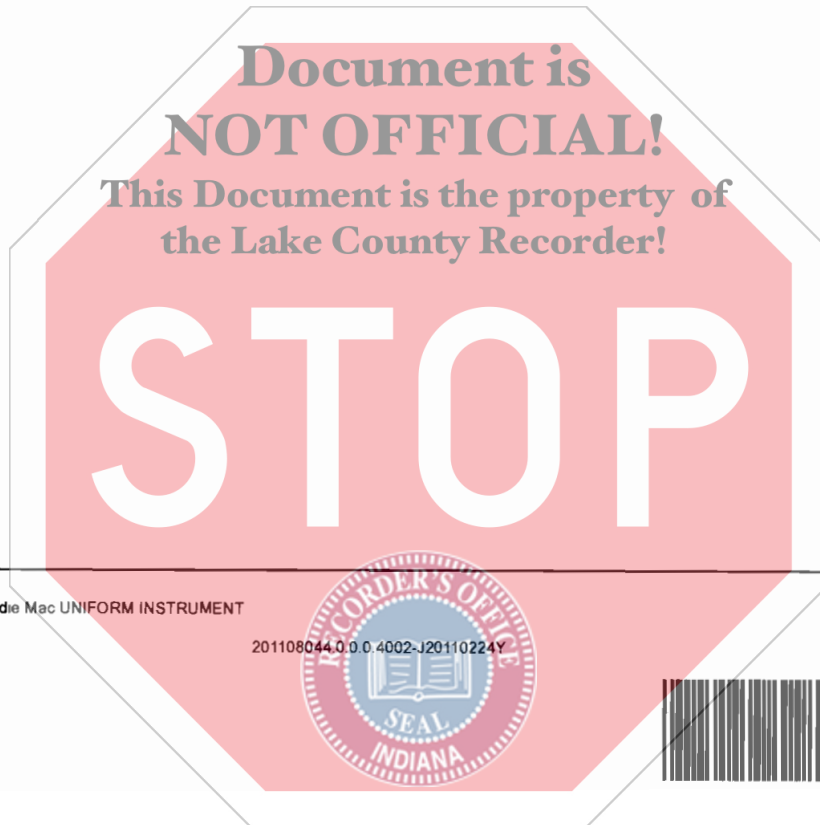 Document is
NOT OFFICIAL!
This Document is the property of
the Lake County Recorder!
STOP
die Mac UNIFORM INSTRUMENT
201108044.0.0.0.4002-J20110224Y
RECORDER'S OFFICE
SEAL
INDIANA